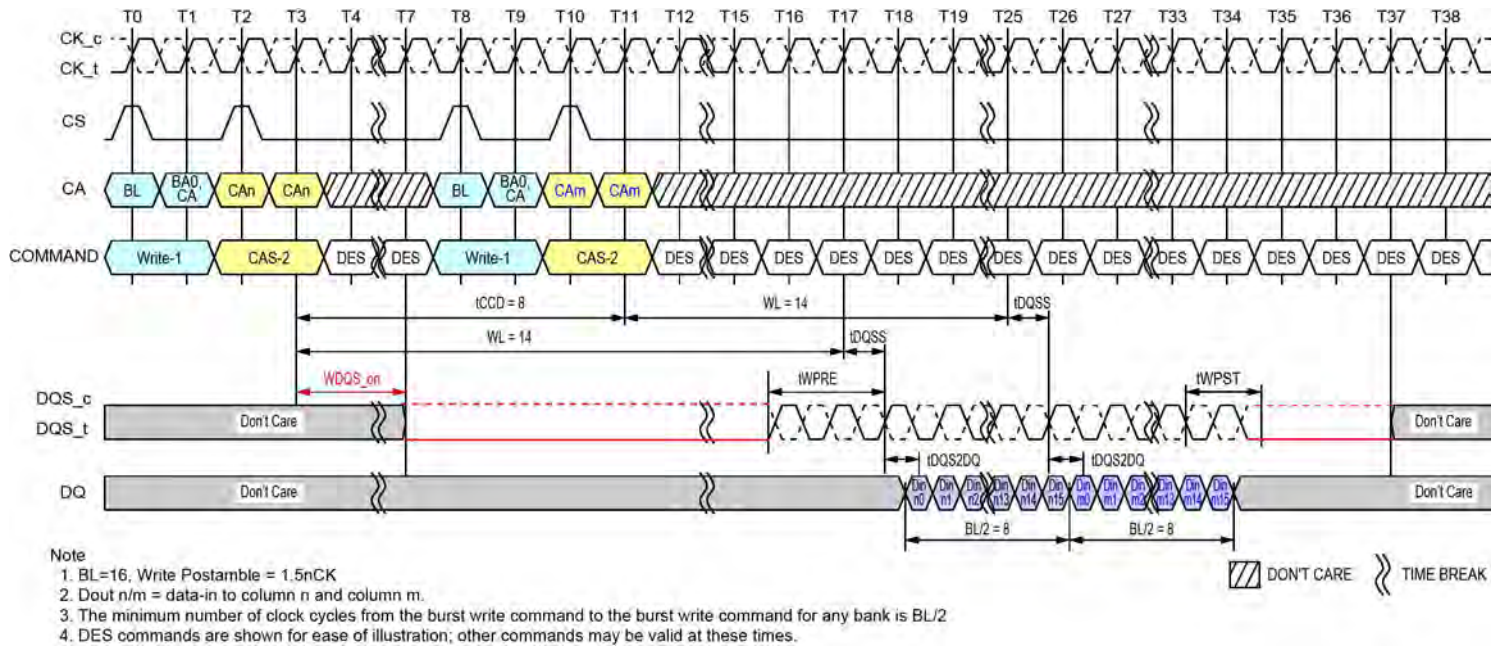 T0 T1 T2 T3 T4 T7 T8 T9 T10 T11 T12 T15 T16 T17 T18 T19 T25 T26 T27 T33 T34 T35 T36 T37 T38
CK_c
CK_t
CS
CA BL BA0, CA CAn CAn BL BA0, CA CAm CAm
COMMAND Write-1 CAS-2 DES DES Write-1 CAS-2 DES DES DES DES DES DES DES DES DES DES DES DES DES DES DES
tCCD = 8 WL = 14 tDQSS
WL = 14 tDQSS
WDQS_on tWPRE tWPST
DQS_c
DQS_t Don't Care Don't Care
tDQS2DQ tDQS2DQ
DQ Don't Care Din n0 Din n1 Din n2 Din n13 Din n14 Din n15 Din m0 Din m1 Din m2 Din m13 Din m14 Din m15 Don't Care
BL/2 = 8 BL/2 = 8
Note
1. BL=16, Write Postamble = 1.5nCK
2. Dout n/m = data-in to column n and column m.
3. The minimum number of clock cycles from the burst write command to the burst write command for any bank is BL/2
4. DES commands are shown for ease of illustration; other commands may be valid at these times.
DON'T CARE TIME BREAK